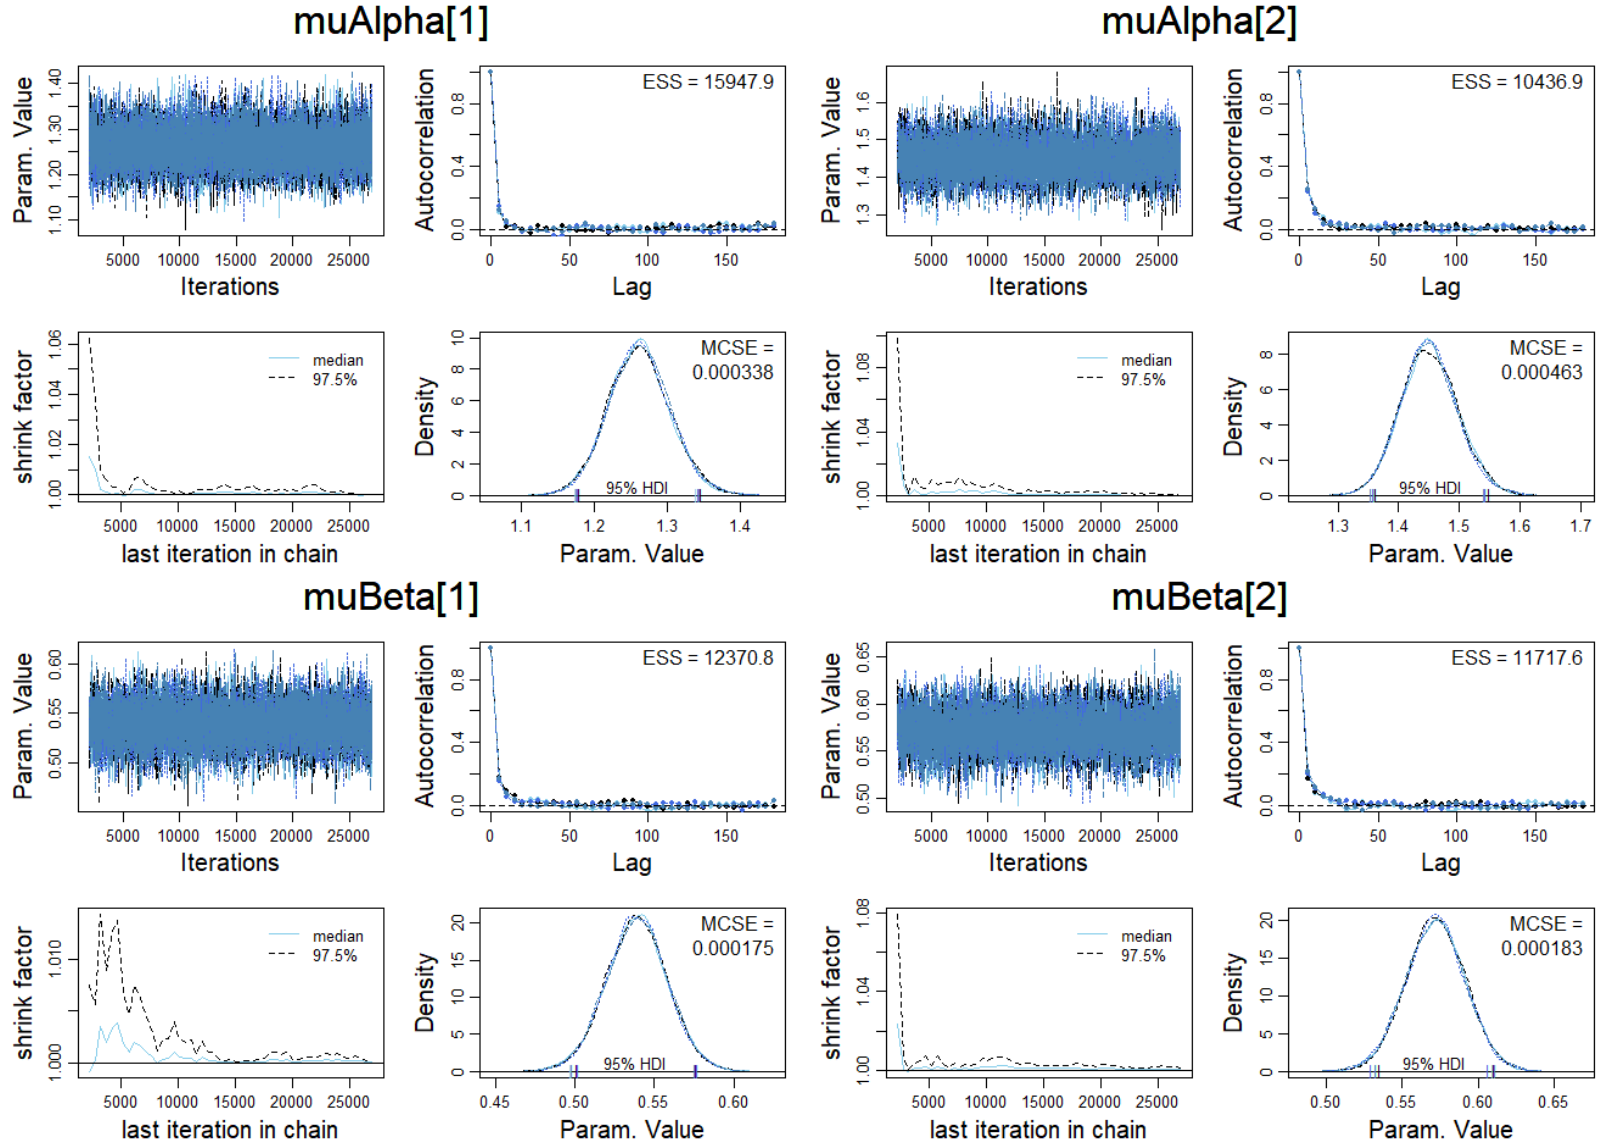 muAlpha[1]
Param. Value
1.10 1.20 1.30 1.40
5000 10000 15000 20000 25000
Iterations
Autocorrelation
0.0 0.4 0.8
ESS = 15947.9
0 50 100 150
Lag
shrink factor
1.00 1.02 1.04 1.06
median
97.5%
5000 10000 15000 20000 25000
last iteration in chain
Density
0 2 4 6 8 10
MCSE =
0.000338
95% HDI
1.1 1.2 1.3 1.4
Param. Value
muAlpha[2]
Param. Value
1.3 1.4 1.5 1.6
5000 10000 15000 20000 25000
Iterations
Autocorrelation
0.0 0.4 0.8
ESS = 10436.9
0 50 100 150
Lag
shrink factor
1.00 1.04 1.08
median
97.5%
5000 10000 15000 20000 25000
last iteration in chain
Density
0 2 4 6 8
MCSE =
0.000463
95% HDI
1.3 1.4 1.5 1.6 1.7
Param. Value
muBeta[1]
Param. Value
0.50 0.55 0.60
5000 10000 15000 20000 25000
Iterations
Autocorrelation
0.0 0.4 0.8
ESS = 12370.8
0 50 100 150
Lag
shrink factor
1.000 1.010
median
97.5%
5000 10000 15000 20000 25000
last iteration in chain
Density
0 5 10 15 20
MCSE =
0.000175
95% HDI
0.45 0.50 0.55 0.60
Param. Value
muBeta[2]
Param. Value
0.50 0.55 0.60 0.65
5000 10000 15000 20000 25000
Iterations
Autocorrelation
0.0 0.4 0.8
ESS = 11717.6
0 50 100 150
Lag
shrink factor
1.00 1.04 1.08
median
97.5%
5000 10000 15000 20000 25000
last iteration in chain
Density
0 5 10 15 20
MCSE =
0.000183
95% HDI
0.50 0.55 0.60 0.65
Param. Value